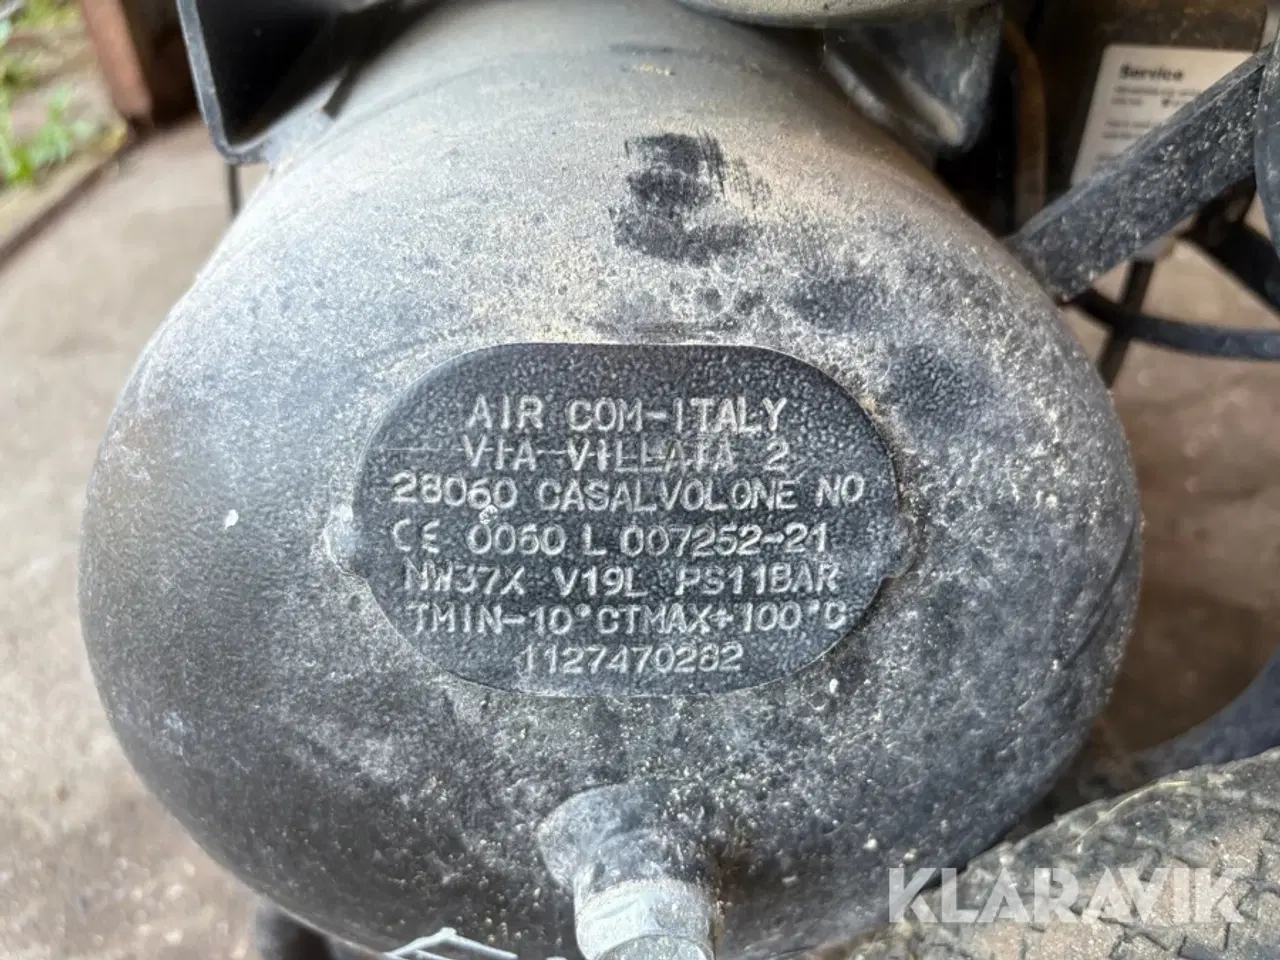 Service
AIR COM-ITALY
VIA VILLATA 2
28060 CASALVOLONE NO
CE 0060 L 007252-21
NW37X V19L PS11BAR
TMIN-10°CTMAX+100°C
1127470282
KLARAVIK